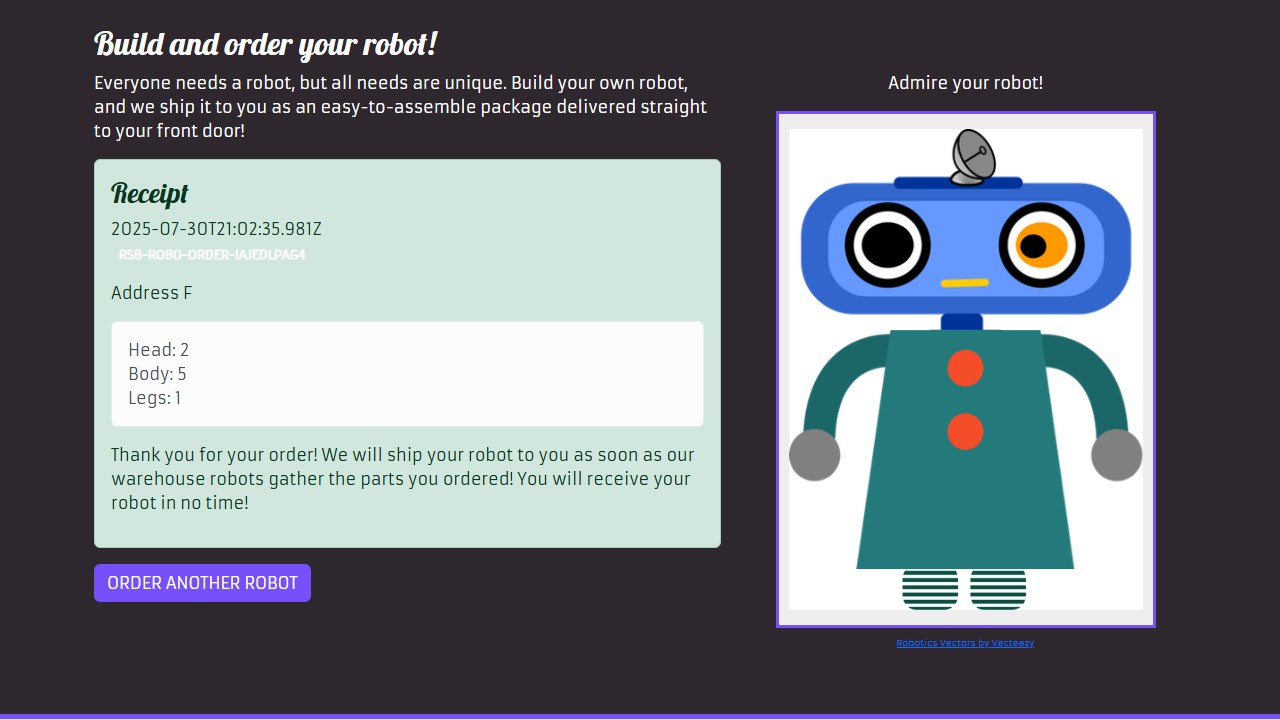 Build and order your robot!
Everyone needs a robot, but all needs are unique. Build your own robot,
and we ship it to you as an easy-to-assemble package delivered straight
to your front door!
Receipt
2025-07-30T21:02:35.981Z
RSB-ROBO-ORDER-IAJEDLPAG4
Address F
Head: 2
Body: 5
Legs: 1
Thank you for your order! We will ship your robot to you as soon as our
warehouse robots gather the parts you ordered! You will receive your
robot in no time!
ORDER ANOTHER ROBOT
Admire your robot!
Robotics Vectors by Vecteezy